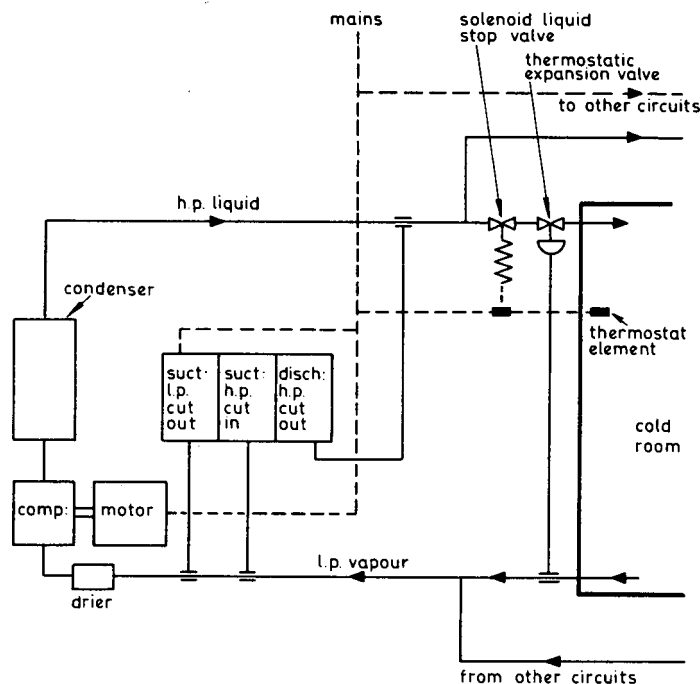 mains
solenoid liquid
stop valve
thermostatic
expansion valve
to other circuits
h.p. liquid
condenser
thermostat
element
suct:
l.p.
cut
out
suct:
h.p.
cut
in
disch:
h.p.
cut
out
cold
room
comp:
motor
l.p. vapour
drier
from other circuits